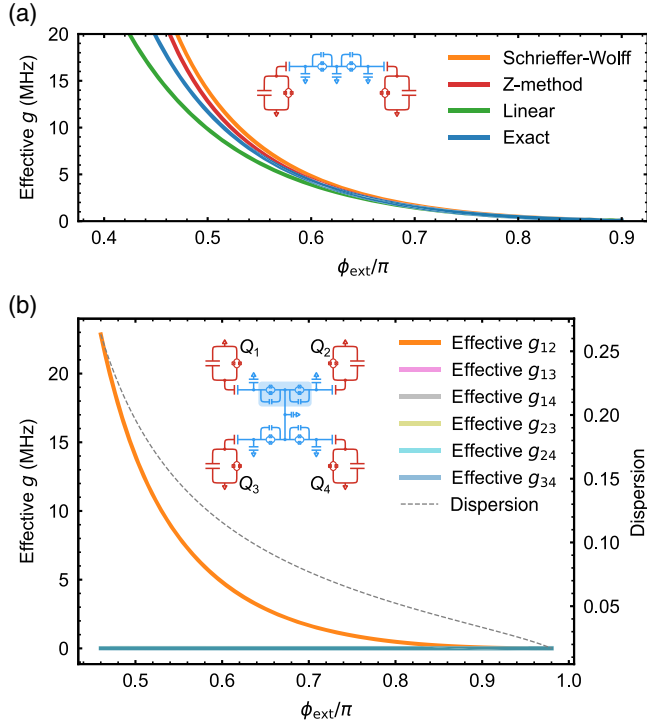 (a)
20
15
10
5
0
Effective g (MHz)
Schrieffer-Wolff
Z-method
Linear
Exact
0.4 0.5 0.6 0.7 0.8 0.9
ϕext/π
(b)
20
15
10
5
0
Effective g (MHz)
Q1 Q2
Q3 Q4
Effective g12
Effective g13
Effective g14
Effective g23
Effective g24
Effective g34
Dispersion
0.25
0.20
0.15
0.10
0.05
Dispersion
0.5 0.6 0.7 0.8 0.9 1.0
ϕext/π